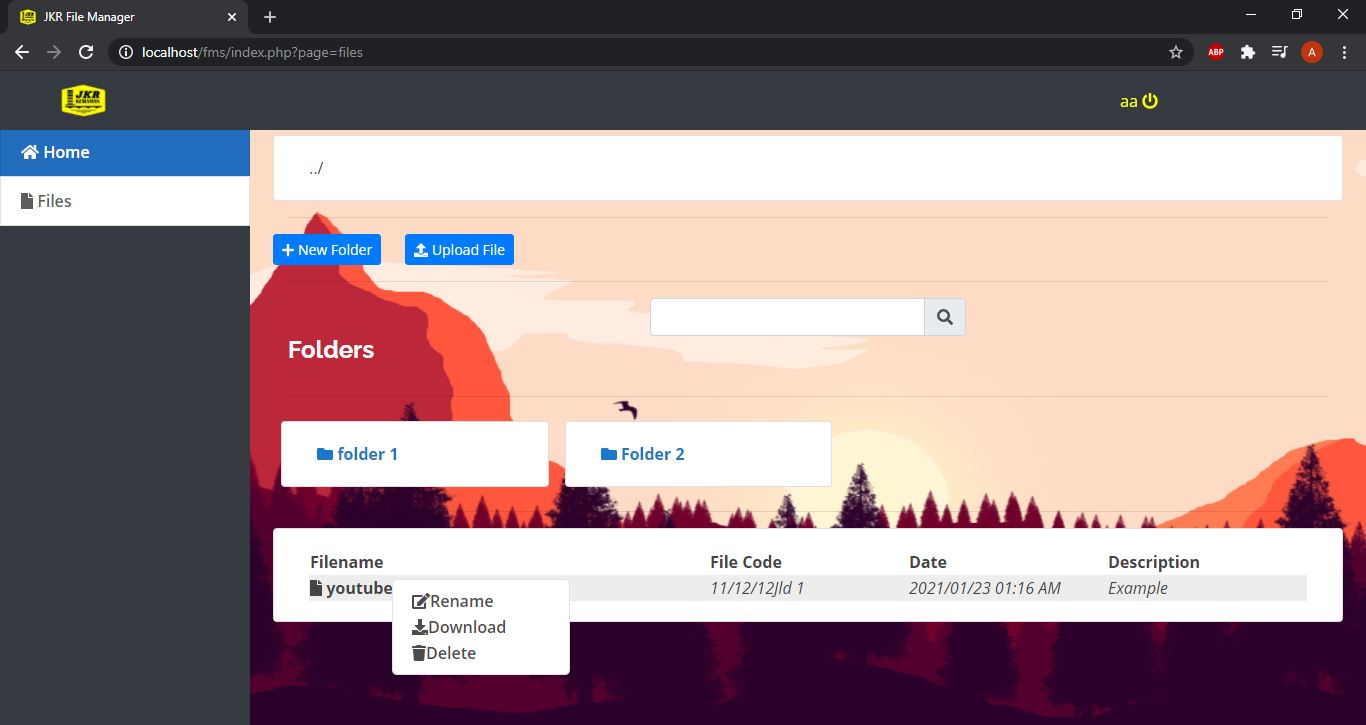 JKR File Manager
localhost/fms/index.php?page=files
ABP
A
JKR
aa
Home
Files
../
New Folder
Upload File
Folders
folder 1
Folder 2
Filename File Code Date Description
youtube 11/12/12Jld 1 2021/01/23 01:16 AM Example
Rename
Download
Delete